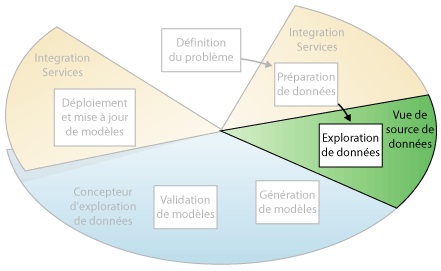 Définition
du problème
Integration
Services
Préparation
de données
Exploration
de données
Vue de
source de
données
Génération
de modèles
Validation
de modèles
Concepteur
d'exploration
de données
Déploiement
et mise à jour
de modèles
Integration
Services